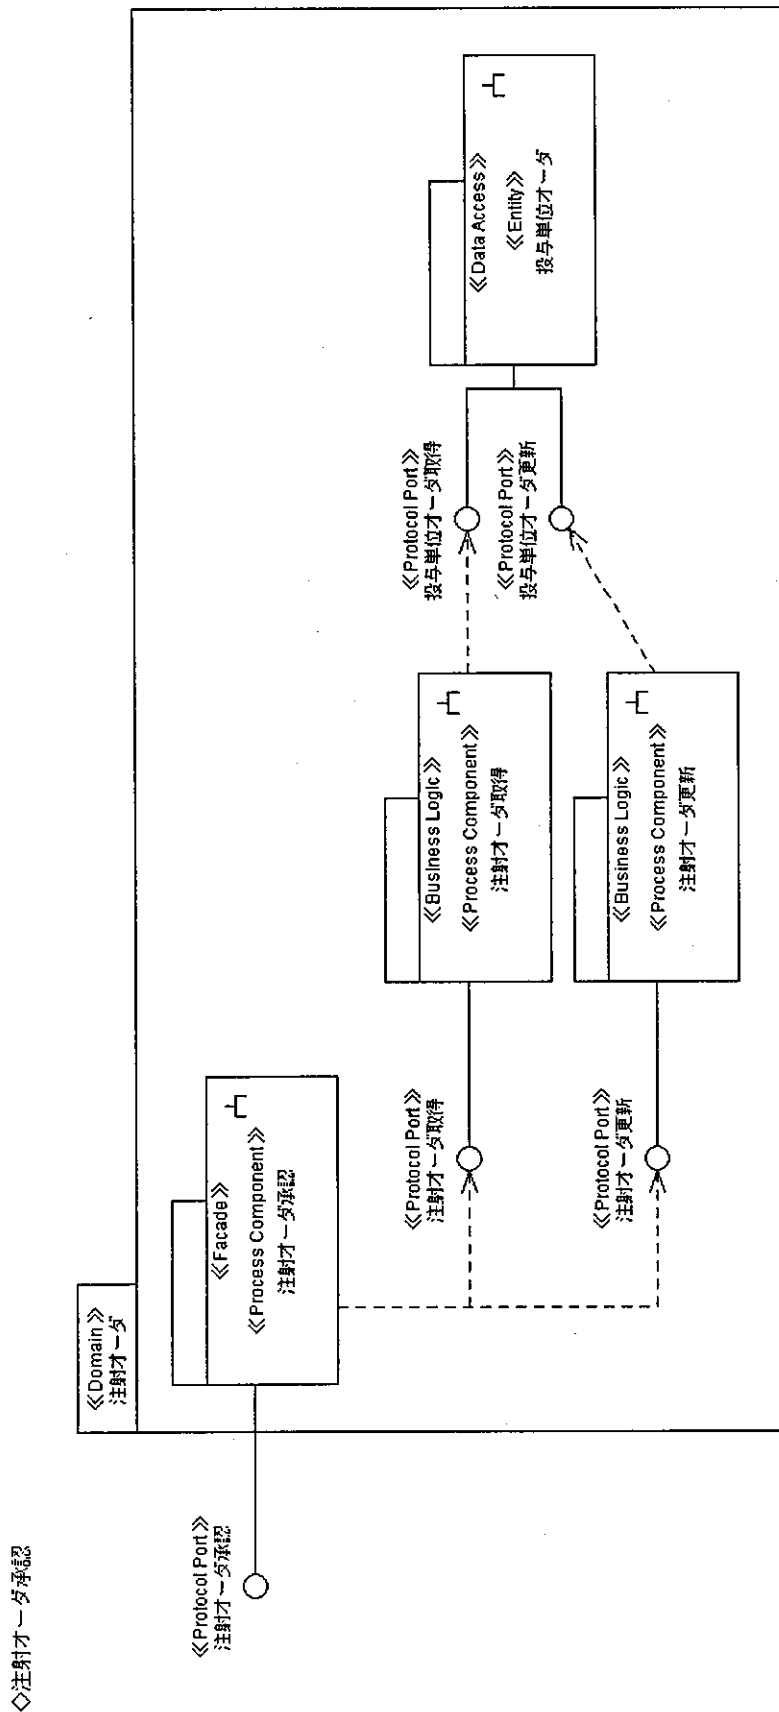 ◇注射オーダ承認
《Domain》
注射オーダ
《Protocol Port》
注射オーダ承認
《Facade》
《Process Component》
注射オーダ承認
《Protocol Port》
注射オーダ取得
《Business Logic》
《Process Component》
注射オーダ取得
《Protocol Port》
投与単位オーダ取得
《Data Access》
《Entity》
投与単位オーダ
《Protocol Port》
投与単位オーダ更新
《Protocol Port》
注射オーダ更新
《Business Logic》
《Process Component》
注射オーダ更新